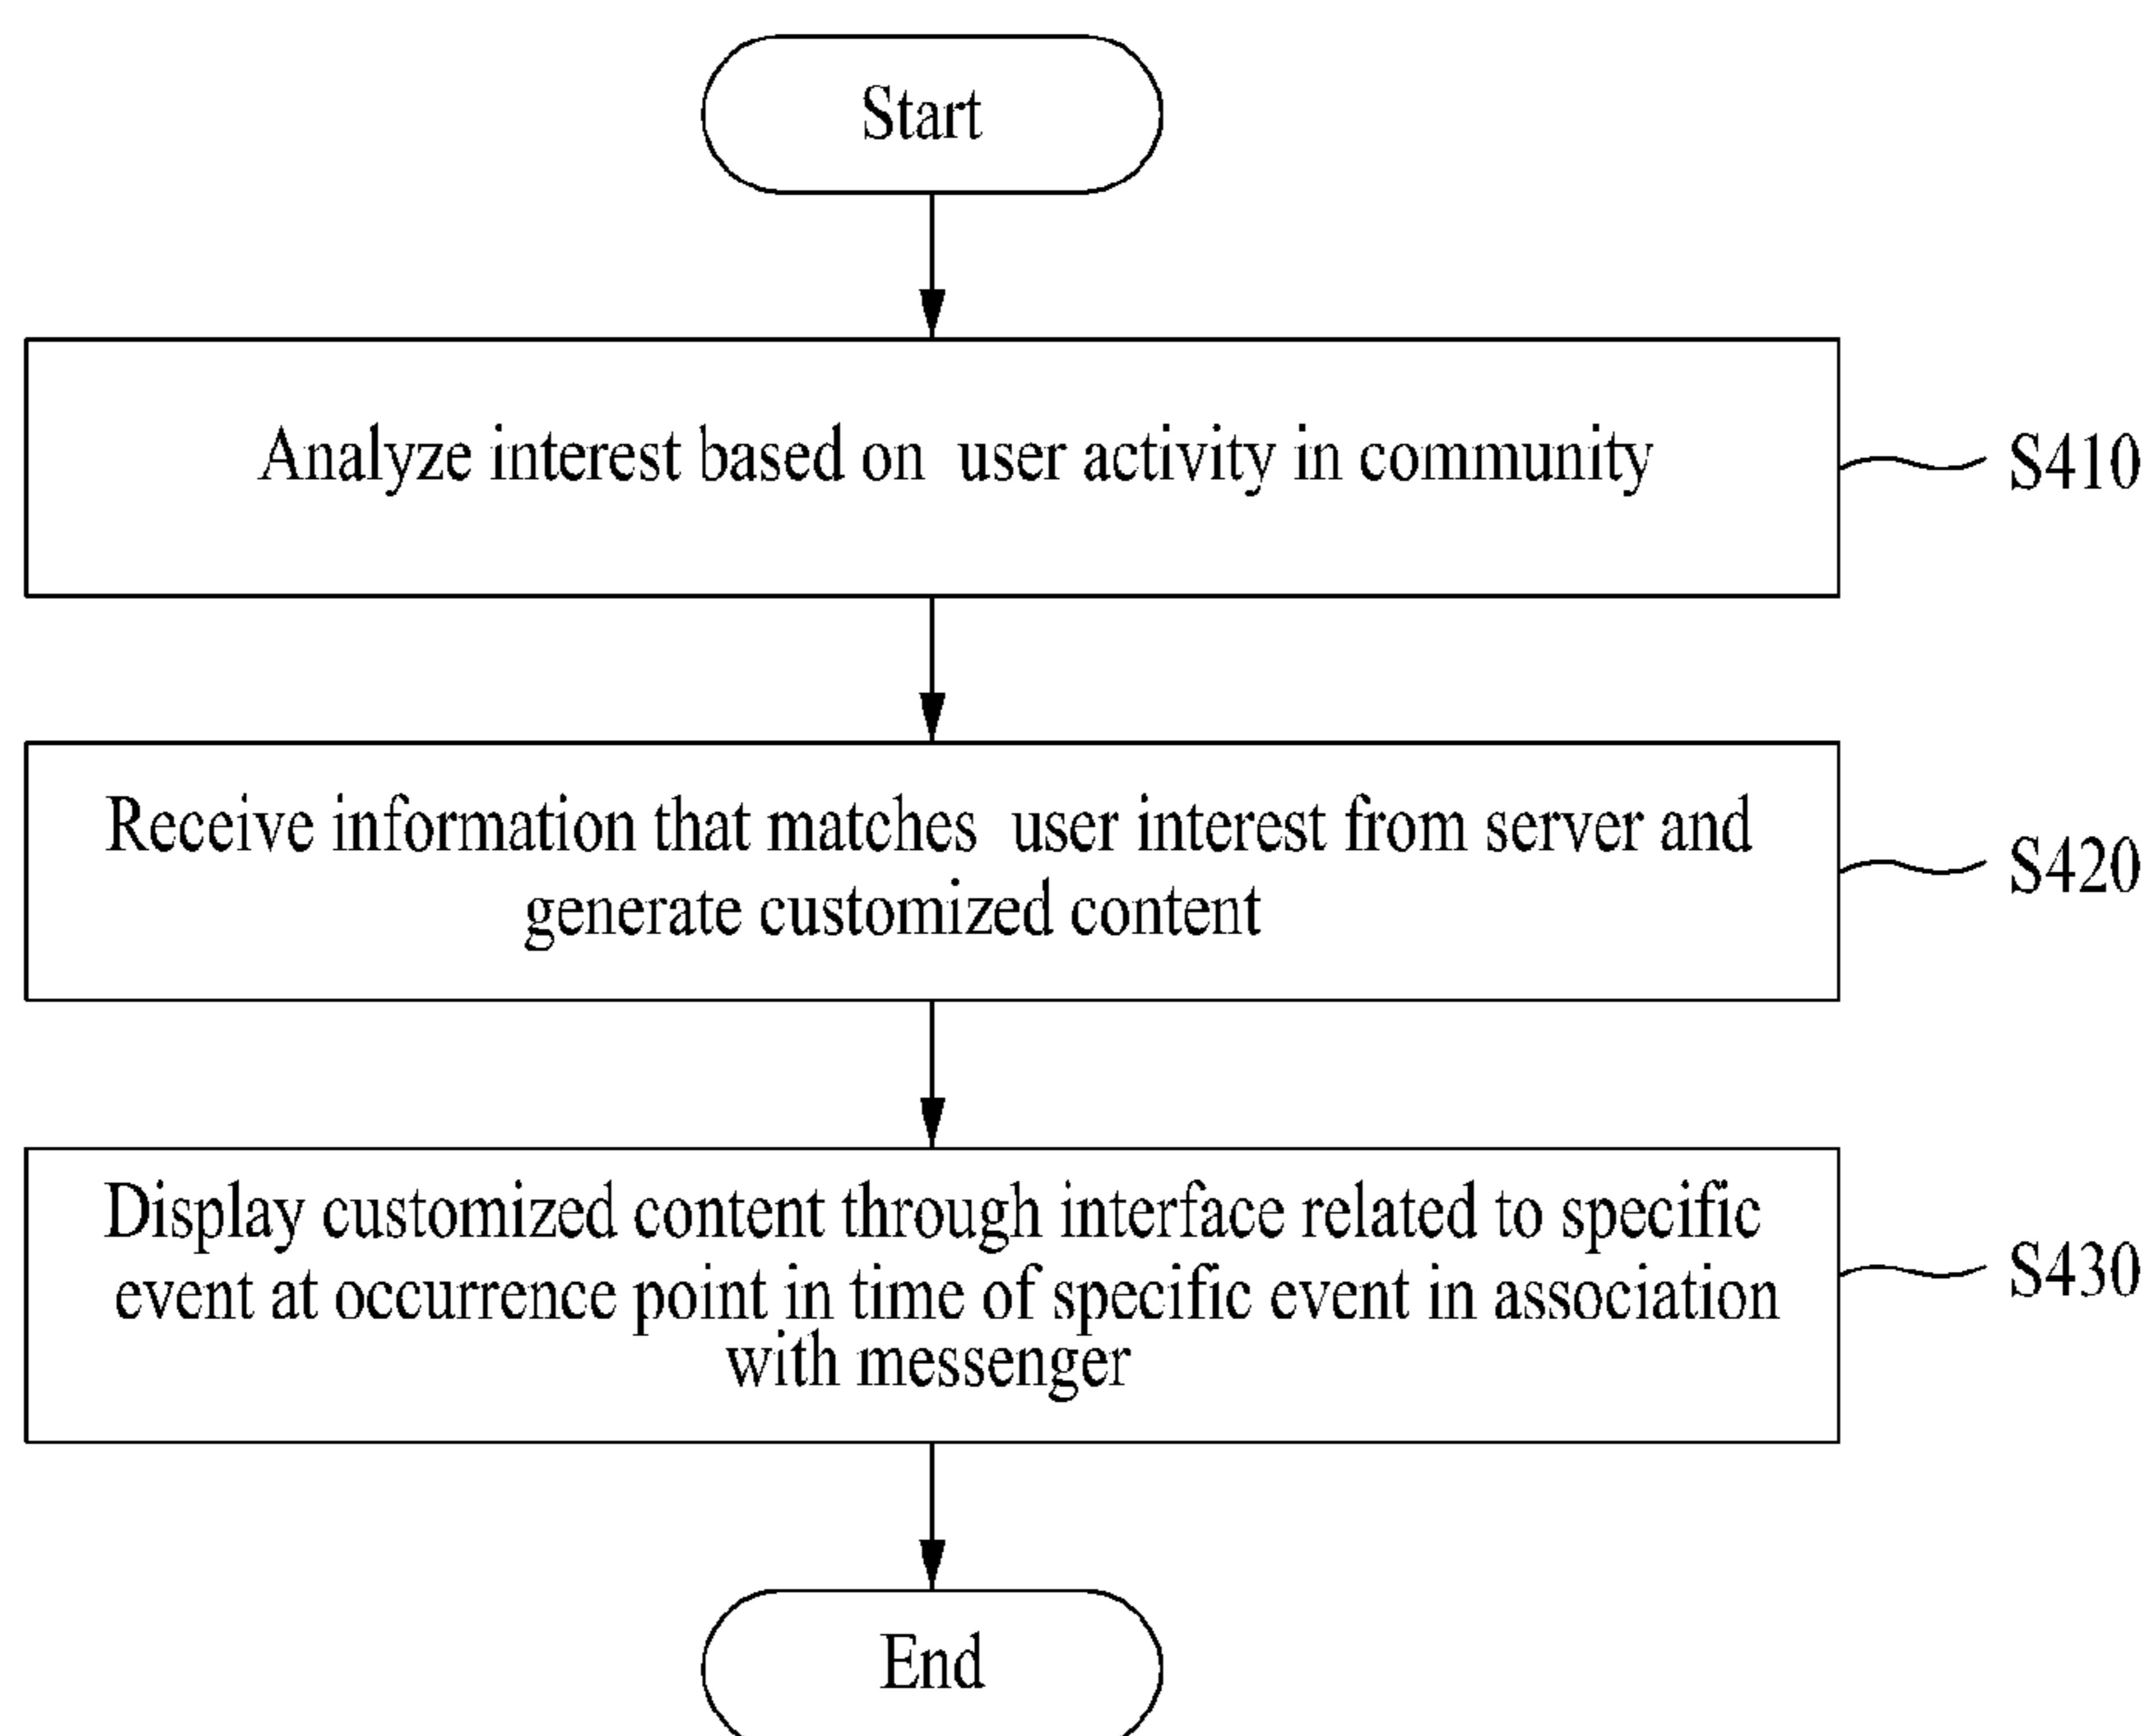 Start
Analyze interest based on user activity in community
S410
Receive information that matches user interest from server and
generate customized content
S420
Display customized content through interface related to specific
event at occurrence point in time of specific event in association
with messenger
S430
End